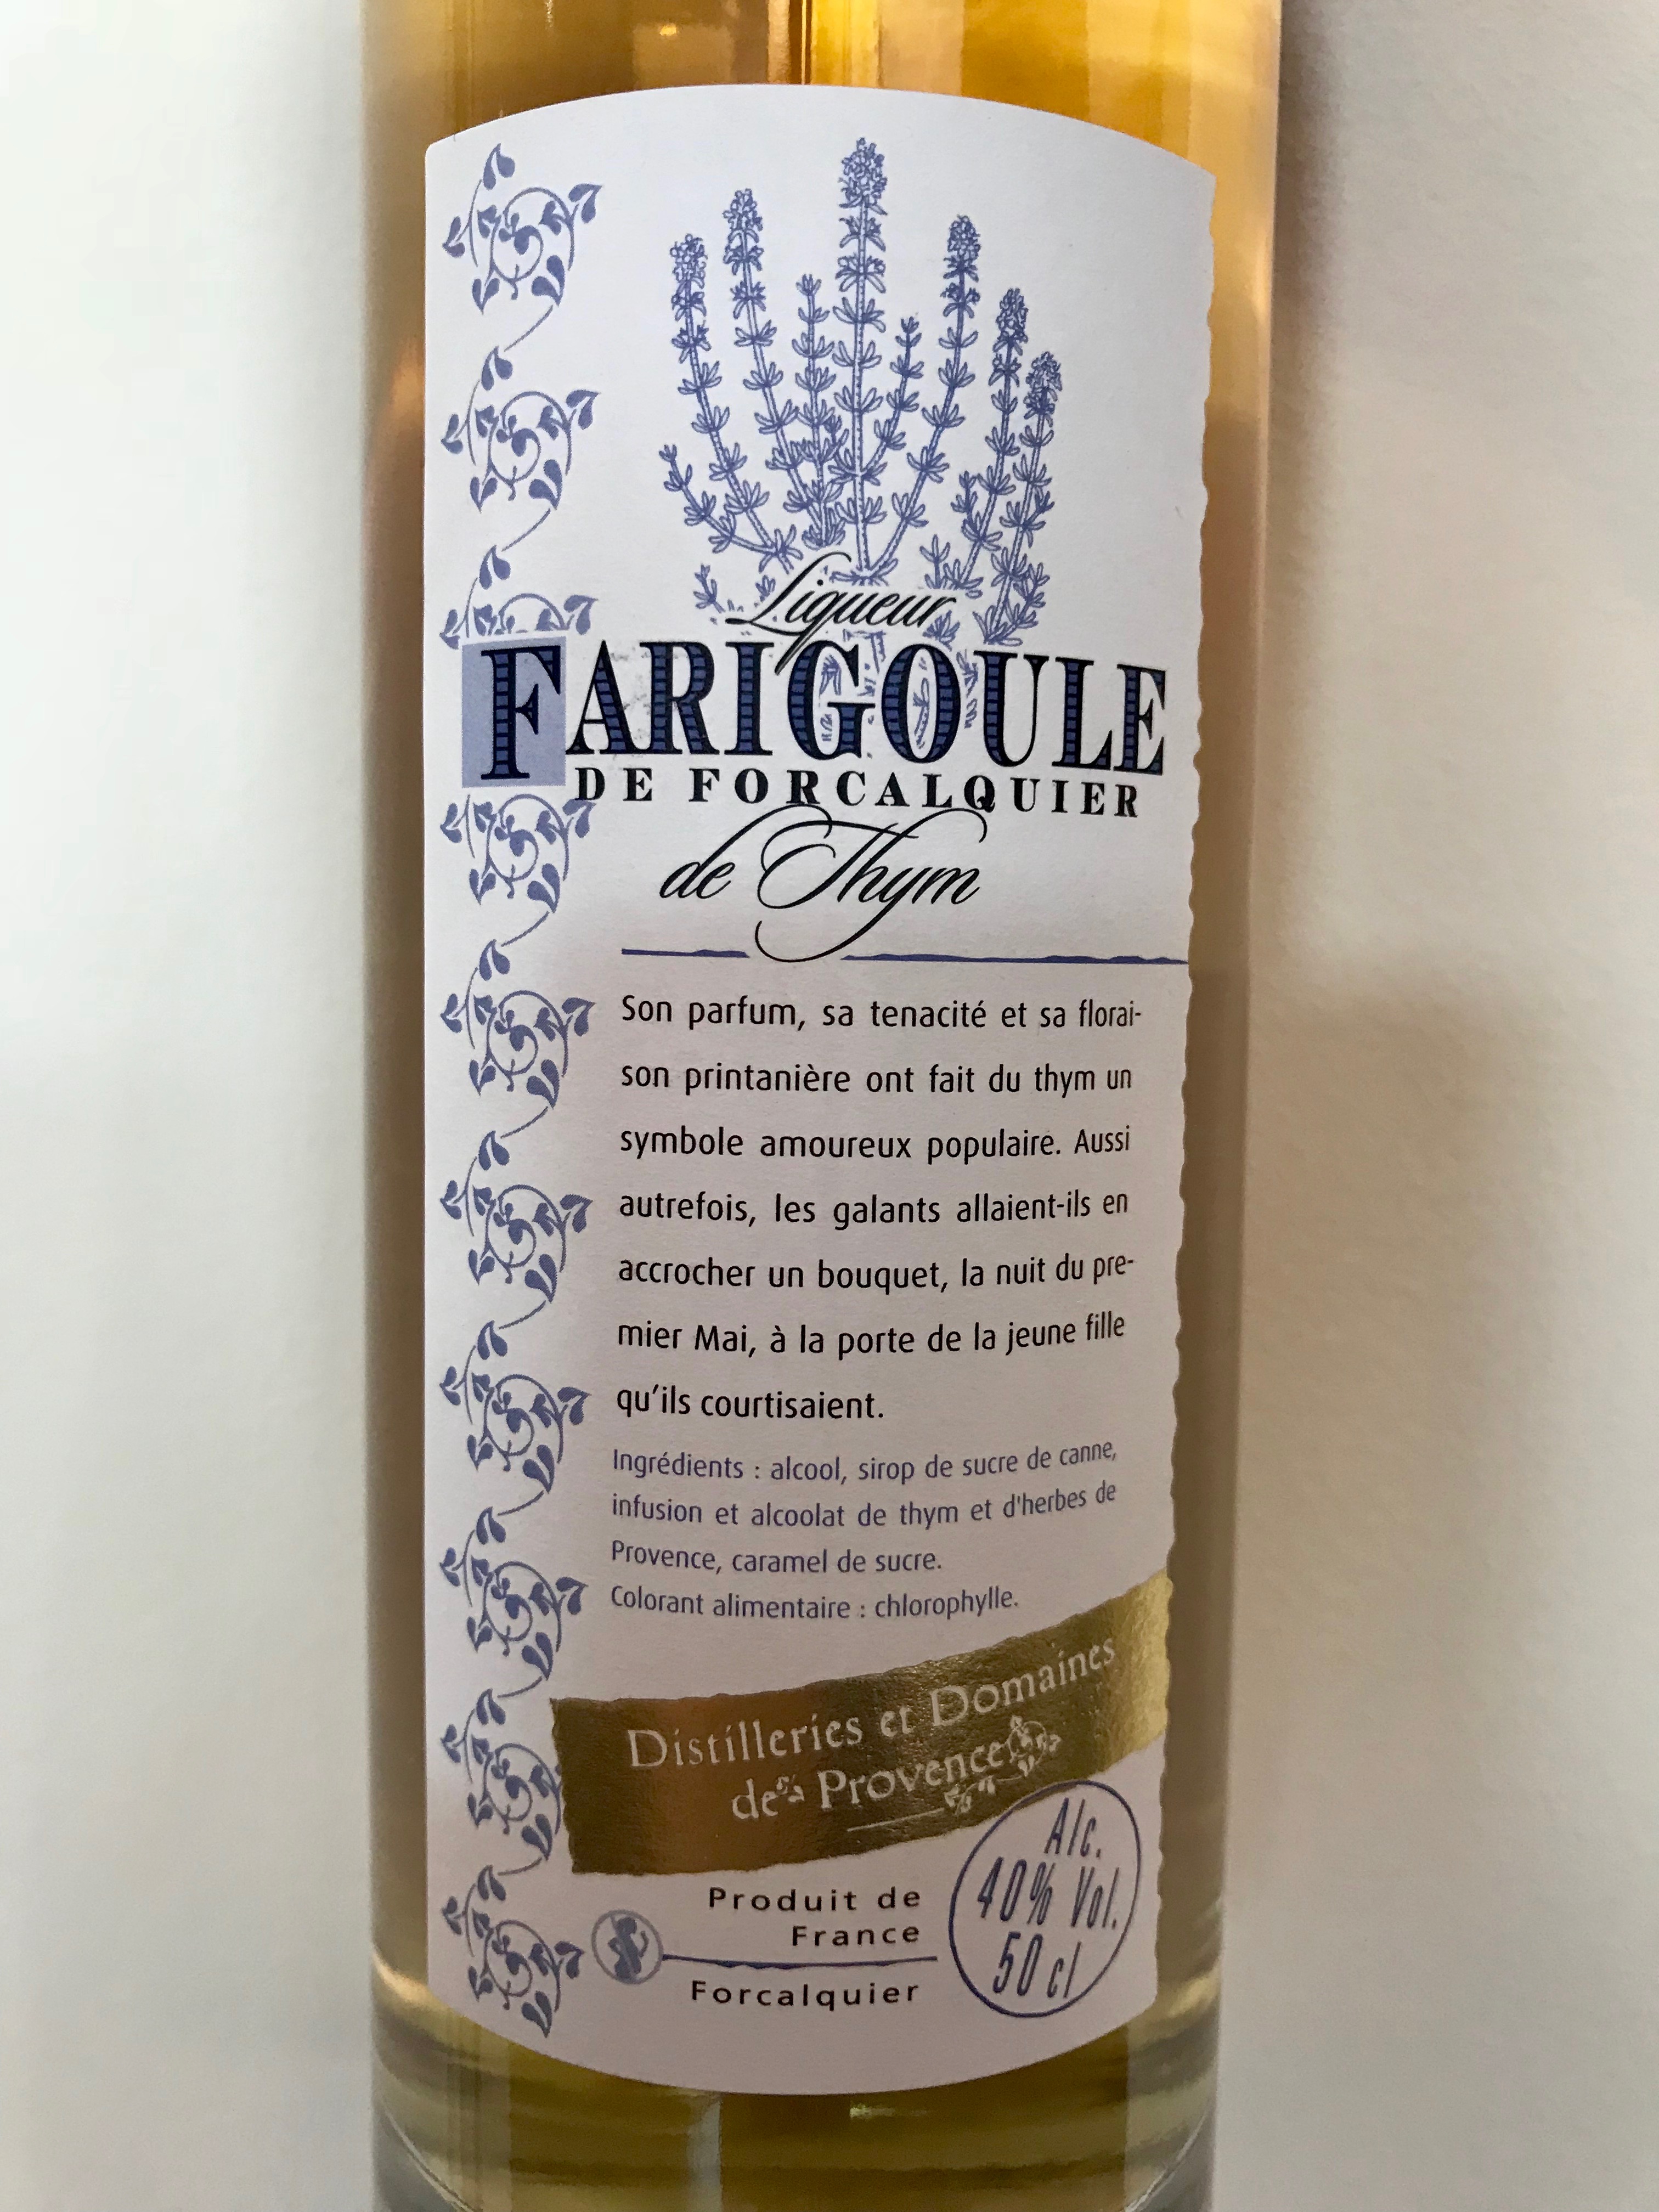 Liqueur
FARIGOULE
DE FORCALQUIER
de Thym
Son parfum, sa tenacité et sa florai-
son printanière ont fait du thym un
symbole amoureux populaire. Aussi
autrefois, les galants allaient-ils en
accrocher un bouquet, la nuit du pre-
mier Mai, à la porte de la jeune fille
qu'ils courtisaient.
Ingrédients : alcool, sirop de sucre de canne,
infusion et alcoolat de thym et d'herbes de
Provence, caramel de sucre.
Colorant alimentaire : chlorophylle.
Distilleries et Domaines
de Provence
Produit de
France
Forcalquier
Alc.
40% Vol.
50 cl